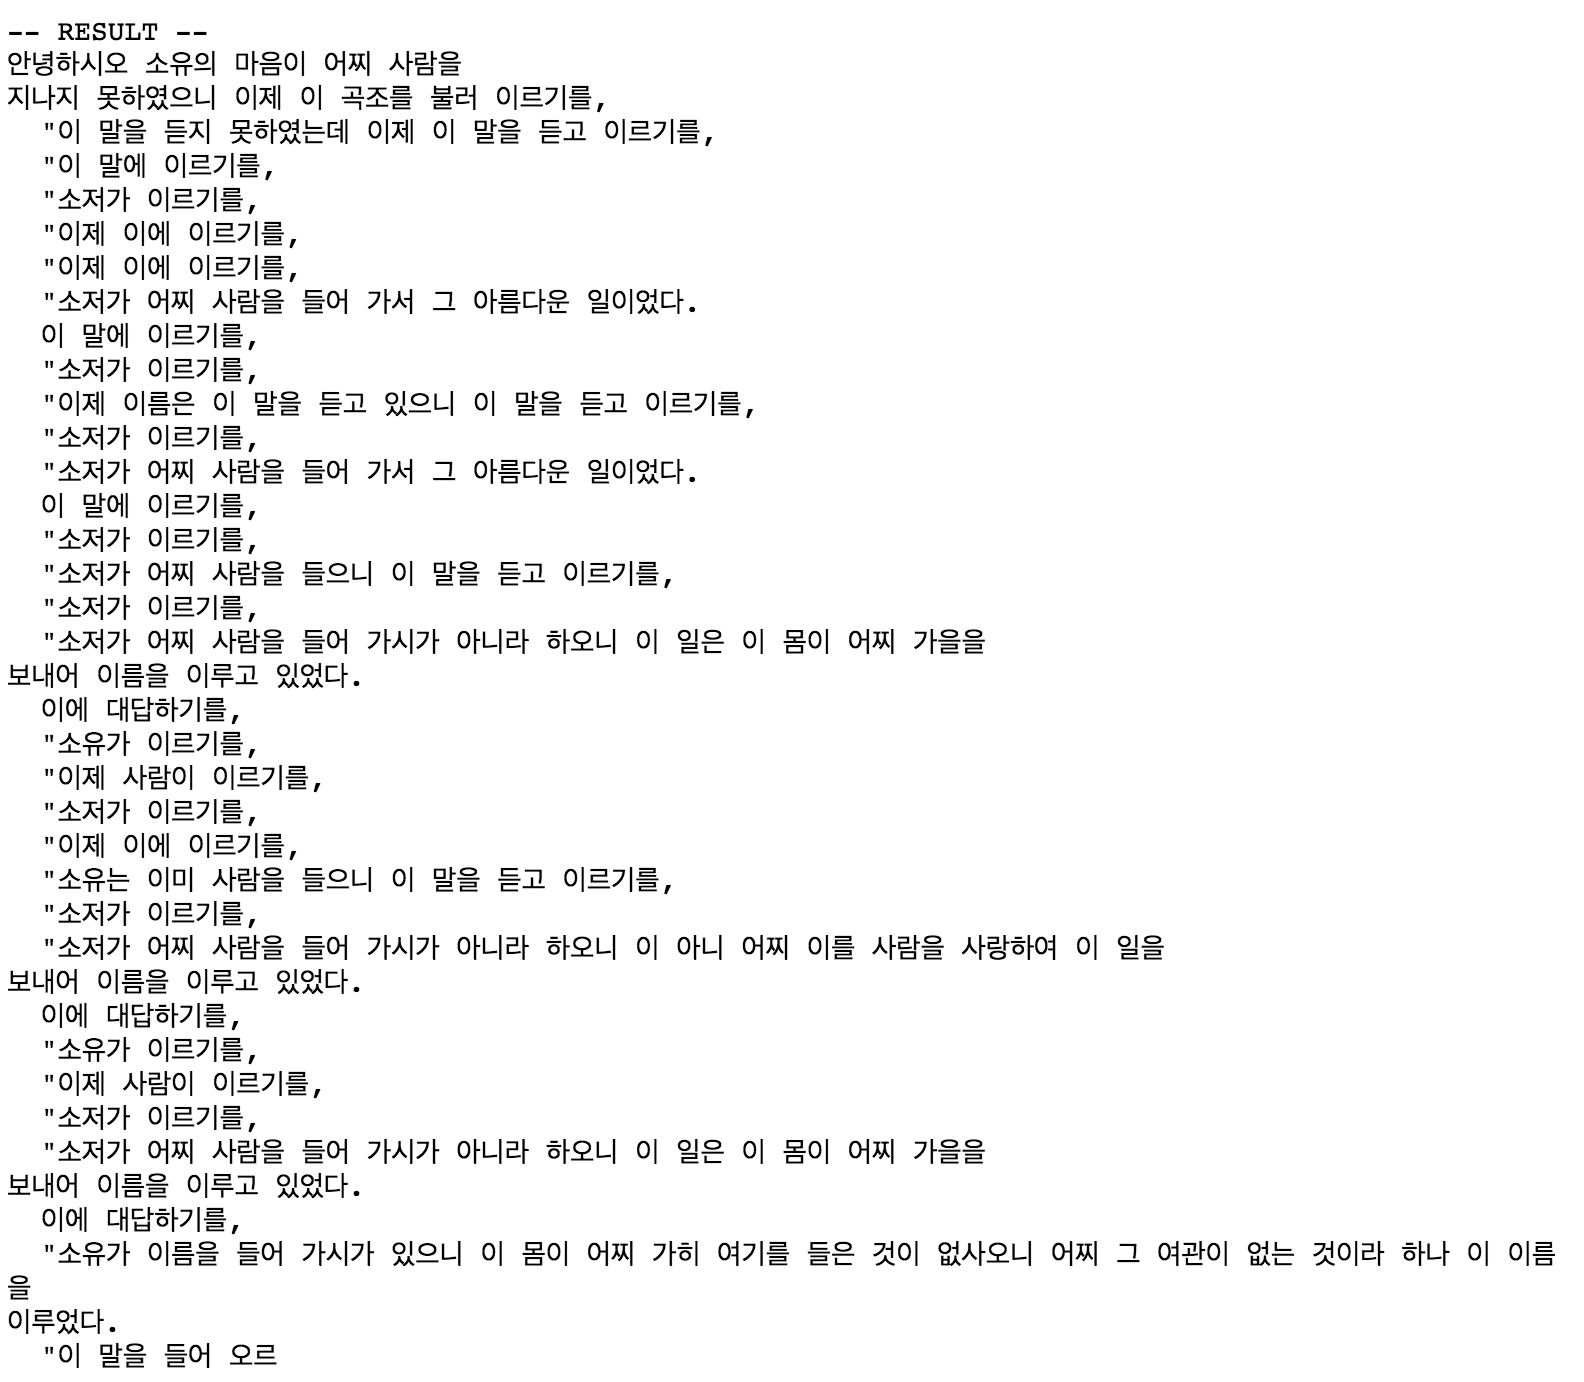 -- RESULT --
안녕하시오 소유의 마음이 어찌 사람을
지나지 못하였으니 이제 이 곡조를 불러 이르기를,
"이 말을 듣지 못하였는데 이제 이 말을 듣고 이르기를,
"이 말에 이르기를,
"소저가 이르기를,
"이제 이에 이르기를,
"이제 이에 이르기를,
"소저가 어찌 사람을 들어 가서 그 아름다운 일이었다.
이 말에 이르기를,
"소저가 이르기를,
"이제 이름은 이 말을 듣고 있으니 이 말을 듣고 이르기를,
"소저가 이르기를,
"소저가 어찌 사람을 들어 가서 그 아름다운 일이었다.
이 말에 이르기를,
"소저가 이르기를,
"소저가 어찌 사람을 들으니 이 말을 듣고 이르기를,
"소저가 이르기를,
"소저가 어찌 사람을 들어 가시가 아니라 하오니 이 일은 이 몸이 어찌 가을을
보내어 이름을 이루고 있었다.
이에 대답하기를,
"소유가 이르기를,
"이제 사람이 이르기를,
"소저가 이르기를,
"이제 이에 이르기를,
"소유는 이미 사람을 들으니 이 말을 듣고 이르기를,
"소저가 이르기를,
"소저가 어찌 사람을 들어 가시가 아니라 하오니 이 아니 어찌 이를 사람을 사랑하여 이 일을
보내어 이름을 이루고 있었다.
이에 대답하기를,
"소유가 이르기를,
"이제 사람이 이르기를,
"소저가 이르기를,
"소저가 어찌 사람을 들어 가시가 아니라 하오니 이 일은 이 몸이 어찌 가을을
보내어 이름을 이루고 있었다.
이에 대답하기를,
"소유가 이름을 들어 가시가 있으니 이 몸이 어찌 가히 여기를 들은 것이 없사오니 어찌 그 여관이 없는 것이라 하나 이 이름
을
이루었다.
"이 말을 들어 오르